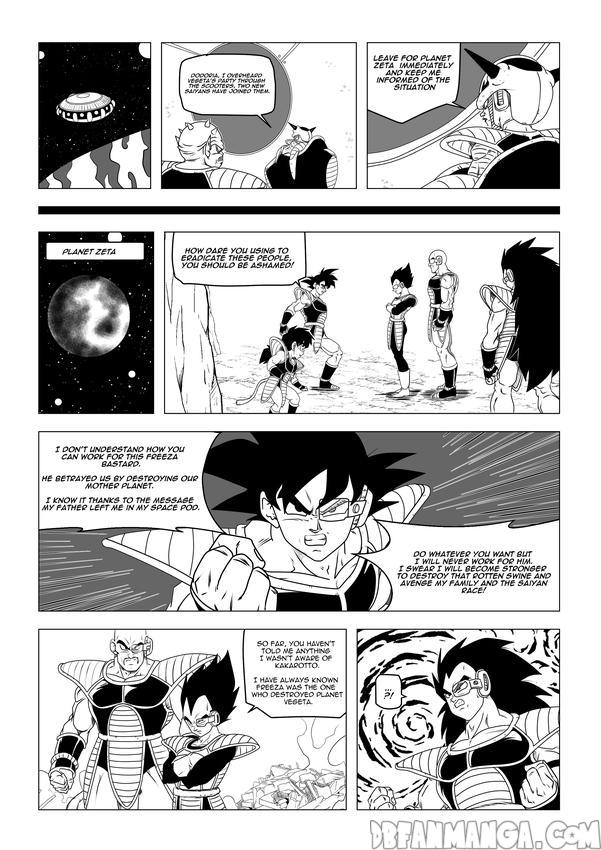 DODORIA, I OVERHEARD
VEGETA'S PARTY THROUGH
THE SCOOTERS, TWO NEW
SAIYANS HAVE JOINED THEM.
LEAVE FOR PLANET
ZETA IMMEDIATELY
AND KEEP ME
INFORMED OF THE
SITUATION
PLANET ZETA
HOW DARE YOU USING TO
ERADICATE THESE PEOPLE,
YOU SHOULD BE ASHAMED!
I DON'T UNDERSTAND HOW YOU
CAN WORK FOR THIS FREEZA
BASTARD.
HE BETRAYED US BY DESTROYING OUR
MOTHER PLANET.
I KNOW IT THANKS TO THE MESSAGE
MY FATHER LEFT ME IN MY SPACE POD.
DO WHATEVER YOU WANT BUT
I WILL NEVER WORK FOR HIM.
I SWEAR I WILL BECOME STRONGER
TO DESTROY THAT ROTTEN SWINE AND
AVENGE MY FAMILY AND THE SAIYAN
RACE!
SO FAR, YOU HAVEN'T
TOLD ME ANYTHING
I WASN'T AWARE OF
KAKAROTTO.
I HAVE ALWAYS KNOWN
FREEZA WAS THE ONE
WHO DESTROYED PLANET
VEGETA.
...?!
DBFANMANGA.COM